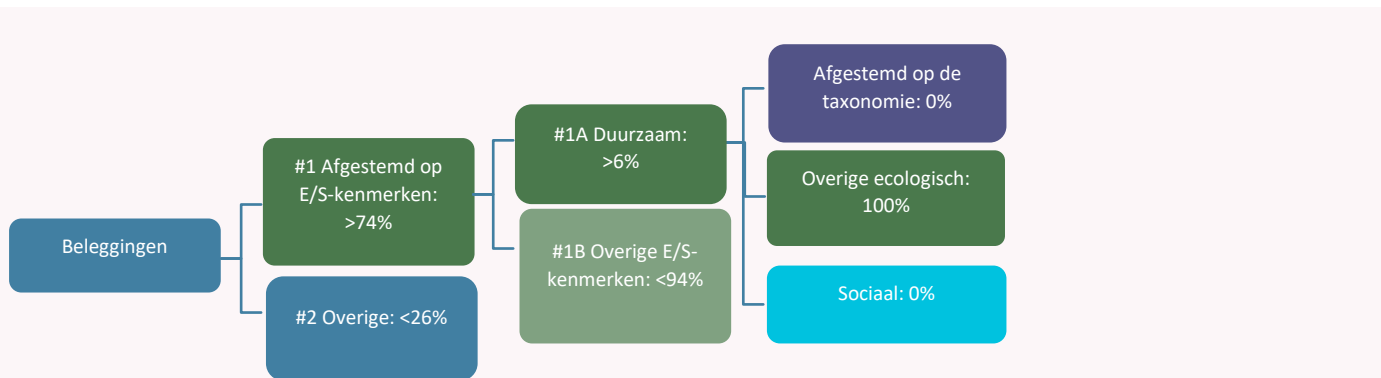 Beleggingen
#1 Afgestemd op
E/S-kenmerken:
>74%
#2 Overige: <26%
#1A Duurzaam:
>6%
#1B Overige E/S-
kenmerken: <94%
Afgestemd op de
taxonomie: 0%
Overige ecologisch:
100%
Sociaal: 0%